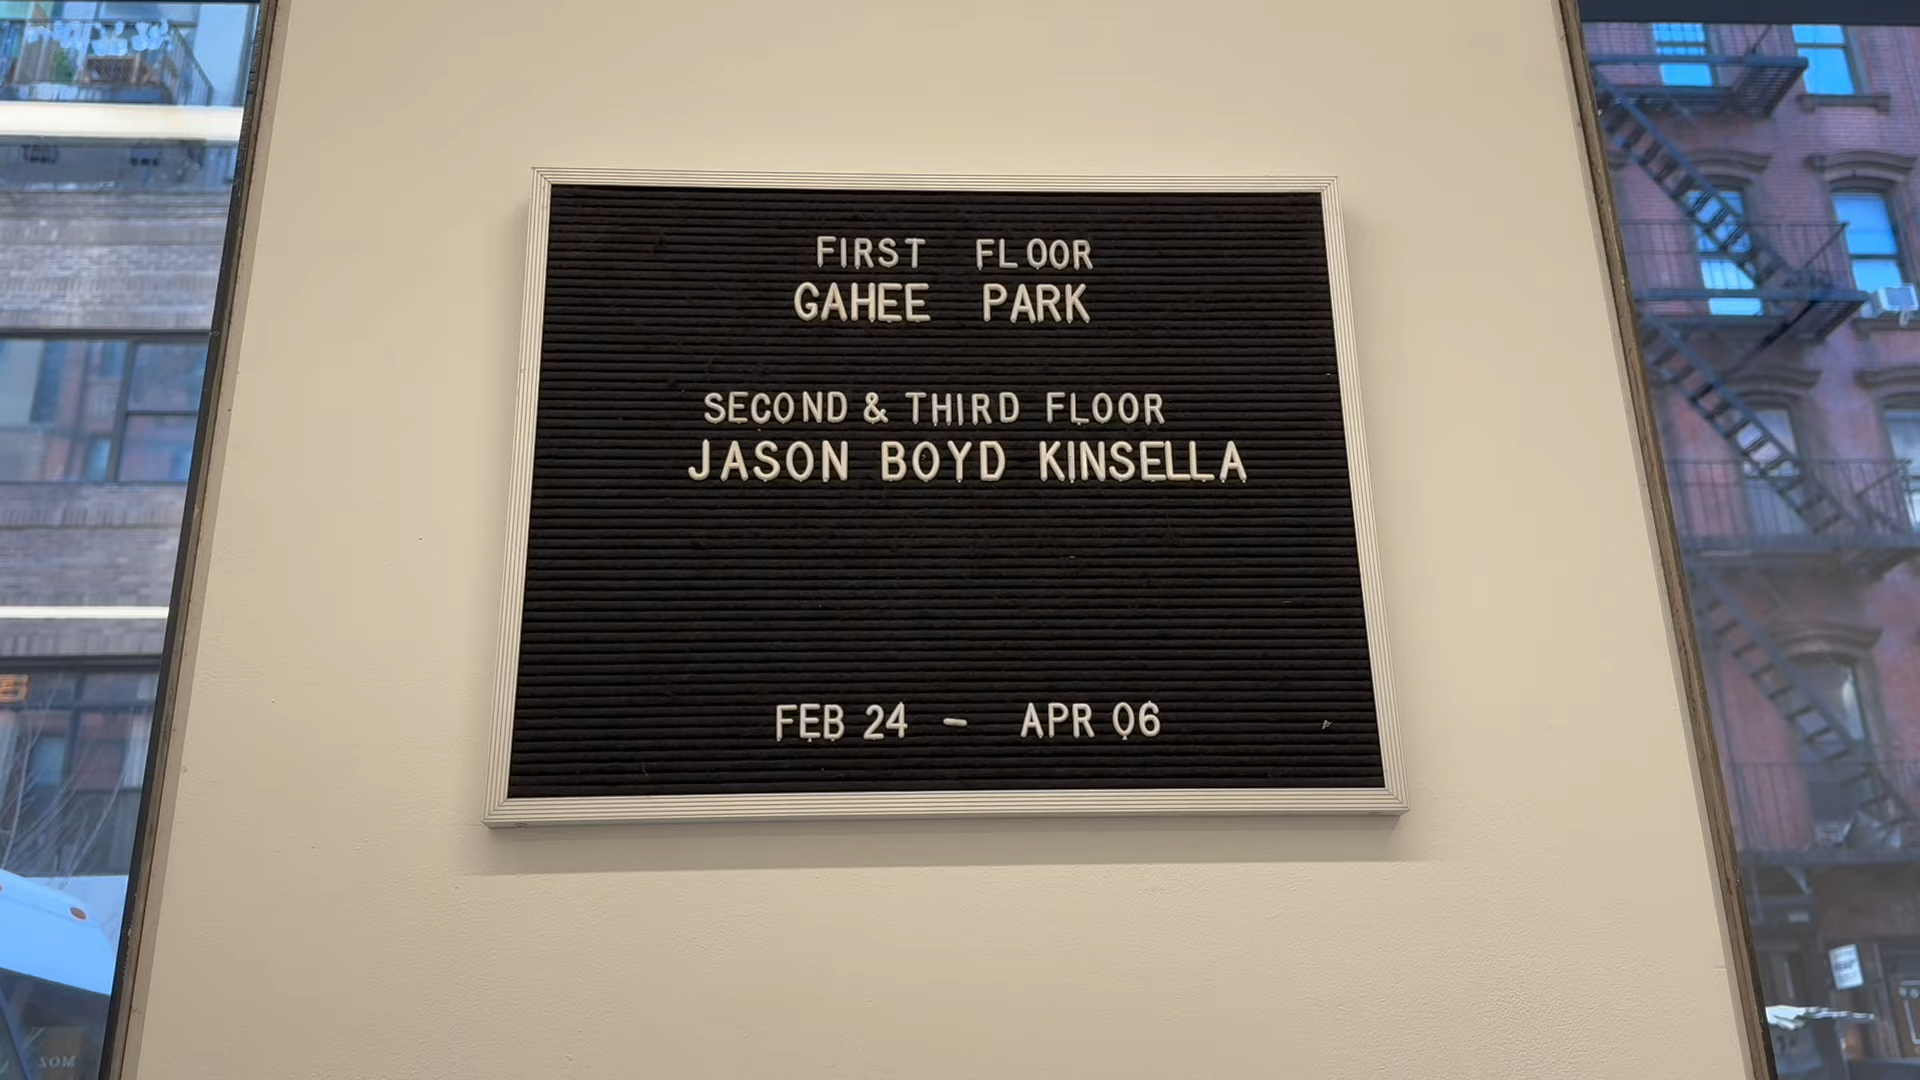 FIRST FLOOR
GAHEE PARK
SECOND & THIRD FLOOR
JASON BOYD KINSELLA
FEB 24 - APR 06